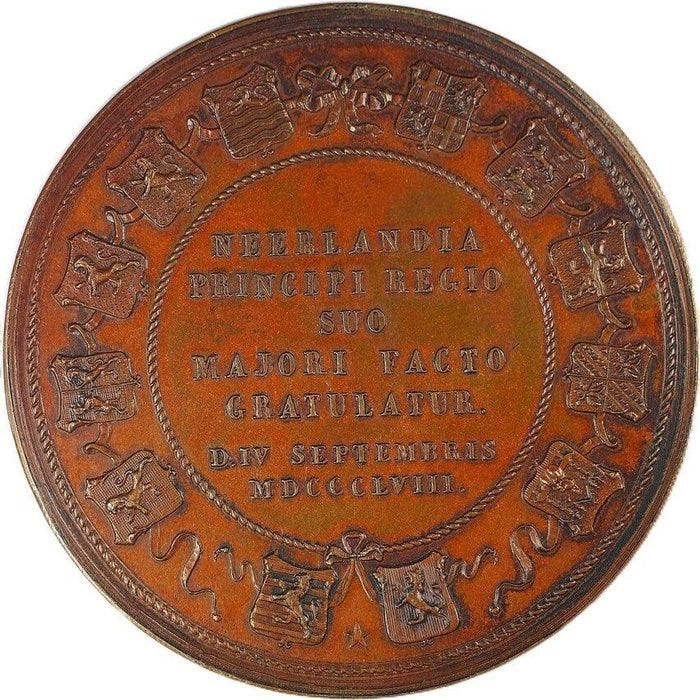 NEERLANDIA
PRINCIPI REGIO
SUO
MAJORI FACTO
GRATULATUR.
D.IV SEPTEMBRIS
MDCCCLVIII.